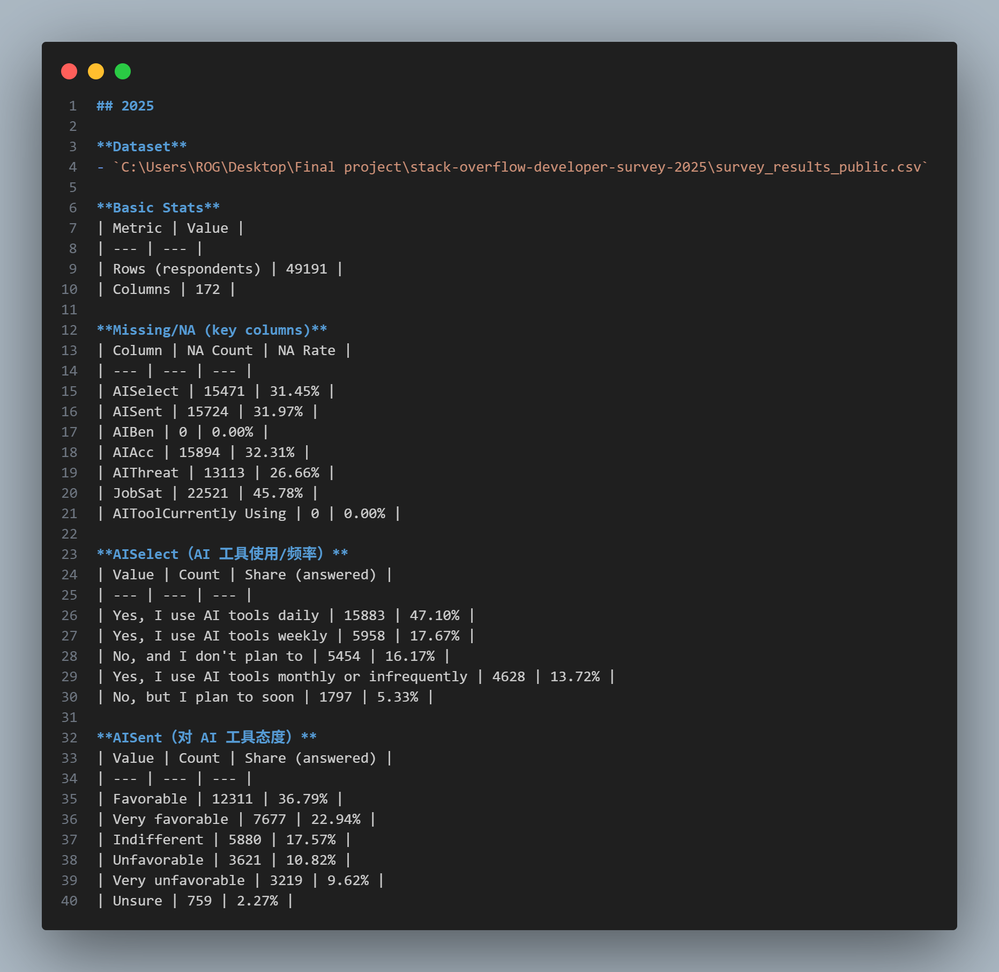 1 ## 2025
2
3 **Dataset**
4 - `C:\Users\ROG\Desktop\Final project\stack-overflow-developer-survey-2025\survey_results_public.csv`
5
6 **Basic Stats**
7 | Metric | Value |
8 | --- | --- |
9 | Rows (respondents) | 49191 |
10 | Columns | 172 |
11
12 **Missing/NA (key columns)**
13 | Column | NA Count | NA Rate |
14 | --- | --- | --- |
15 | AISelect | 15471 | 31.45% |
16 | AISent | 15724 | 31.97% |
17 | AIBen | 0 | 0.00% |
18 | AIAcc | 15894 | 32.31% |
19 | AIThreat | 13113 | 26.66% |
20 | JobSat | 22521 | 45.78% |
21 | AIToolCurrently Using | 0 | 0.00% |
22
23 **AISelect（AI 工具使用/频率）**
24 | Value | Count | Share (answered) |
25 | --- | --- | --- |
26 | Yes, I use AI tools daily | 15883 | 47.10% |
27 | Yes, I use AI tools weekly | 5958 | 17.67% |
28 | No, and I don't plan to | 5454 | 16.17% |
29 | Yes, I use AI tools monthly or infrequently | 4628 | 13.72% |
30 | No, but I plan to soon | 1797 | 5.33% |
31
32 **AISent（对 AI 工具态度）**
33 | Value | Count | Share (answered) |
34 | --- | --- | --- |
35 | Favorable | 12311 | 36.79% |
36 | Very favorable | 7677 | 22.94% |
37 | Indifferent | 5880 | 17.57% |
38 | Unfavorable | 3621 | 10.82% |
39 | Very unfavorable | 3219 | 9.62% |
40 | Unsure | 759 | 2.27% |